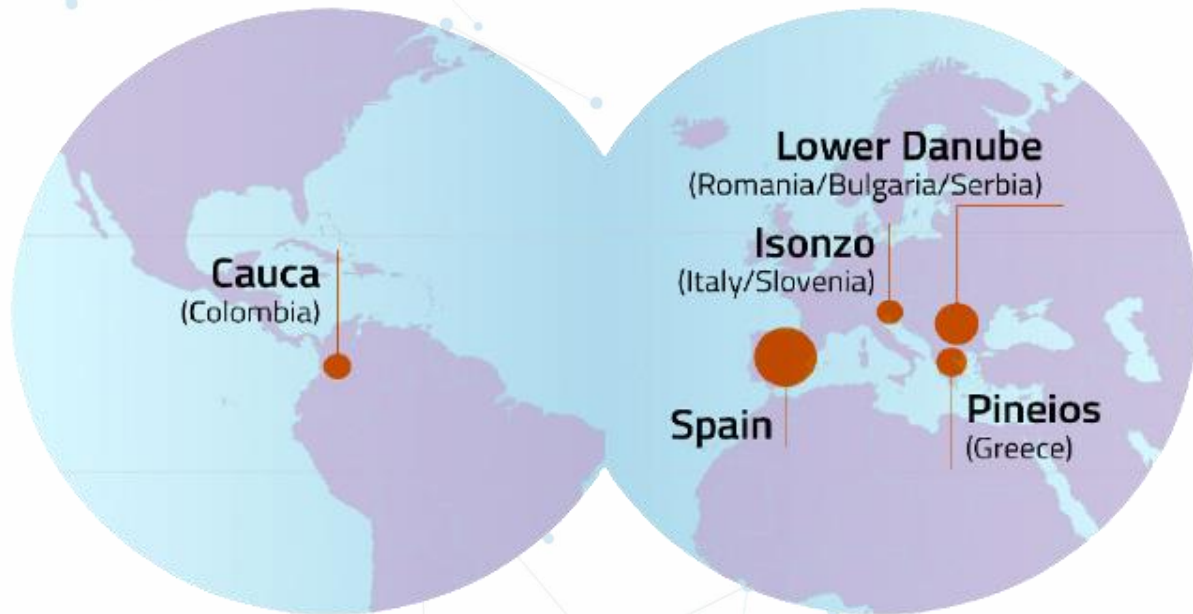 Cauca
(Colombia)
Lower Danube
(Romania/Bulgaria/Serbia)
Isonzo
(Italy/Slovenia)
Spain
Pineios
(Greece)